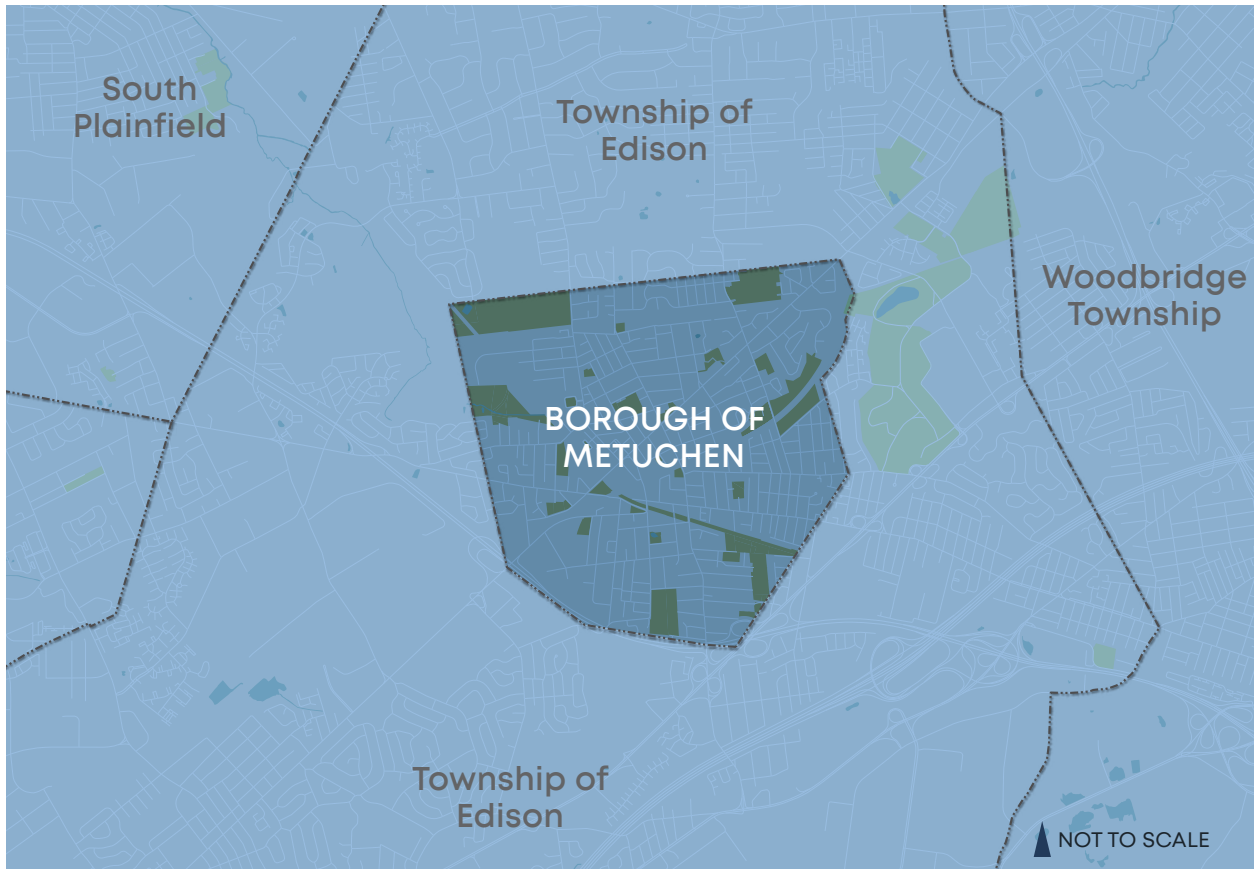 South
Plainfield
Township of
Edison
Woodbridge
Township
BOROUGH OF
METUCHEN
Township of
Edison
NOT TO SCALE